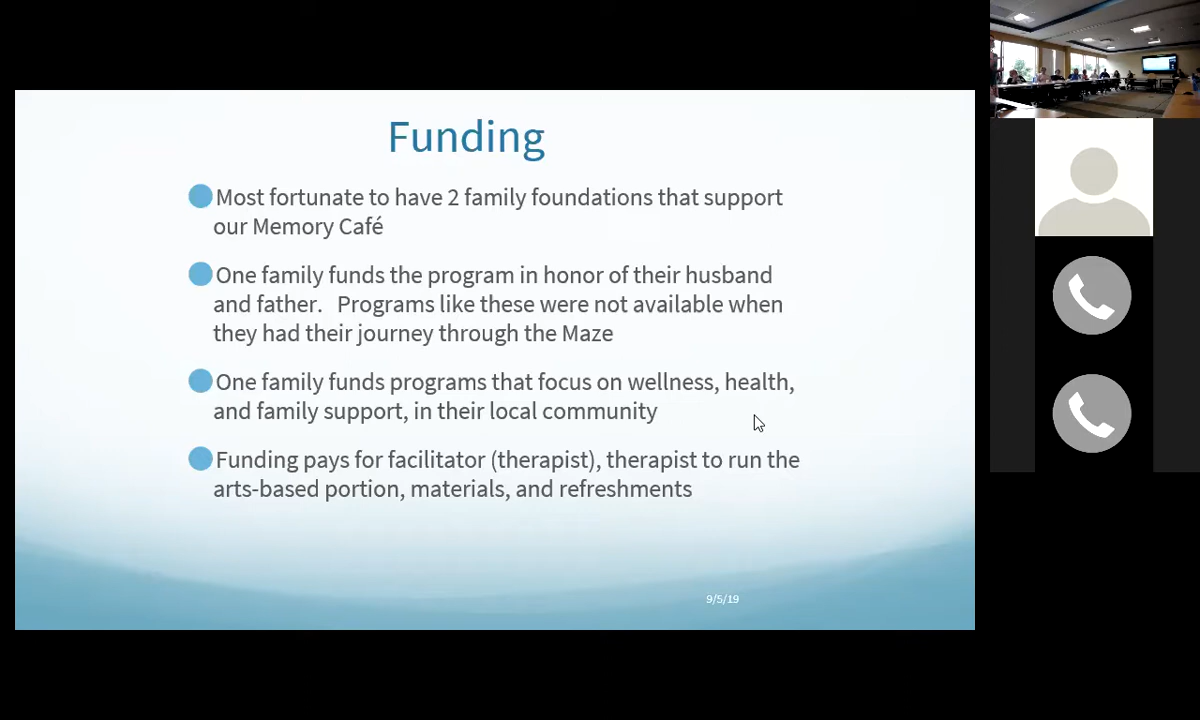 Funding
Most fortunate to have 2 family foundations that support
our Memory Café
One family funds the program in honor of their husband
and father.   Programs like these were not available when
they had their journey through the Maze
One family funds programs that focus on wellness, health,
and family support, in their local community
Funding pays for facilitator (therapist), therapist to run the
arts-based portion, materials, and refreshments
9/5/19